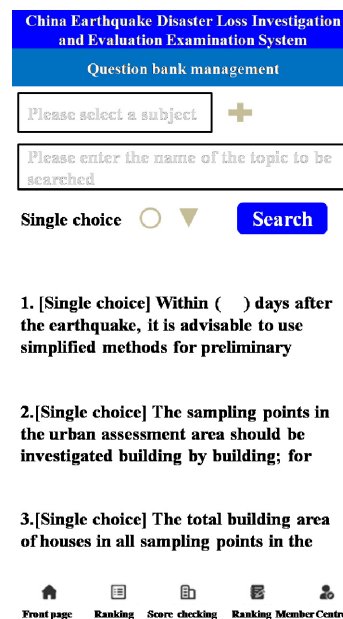 China Earthquake Disaster Loss Investigation
and Evaluation Examination System
Question bank management
Please select a subject
Please enter the name of the topic to be
searched
Single choice
Search
1. [Single choice] Within ( ) days after
the earthquake, it is advisable to use
simplified methods for preliminary
2.[Single choice] The sampling points in
the urban assessment area should be
investigated building by building; for
3.[Single choice] The total building area
of houses in all sampling points in the
Front page Ranking Score checking Ranking Member Centre